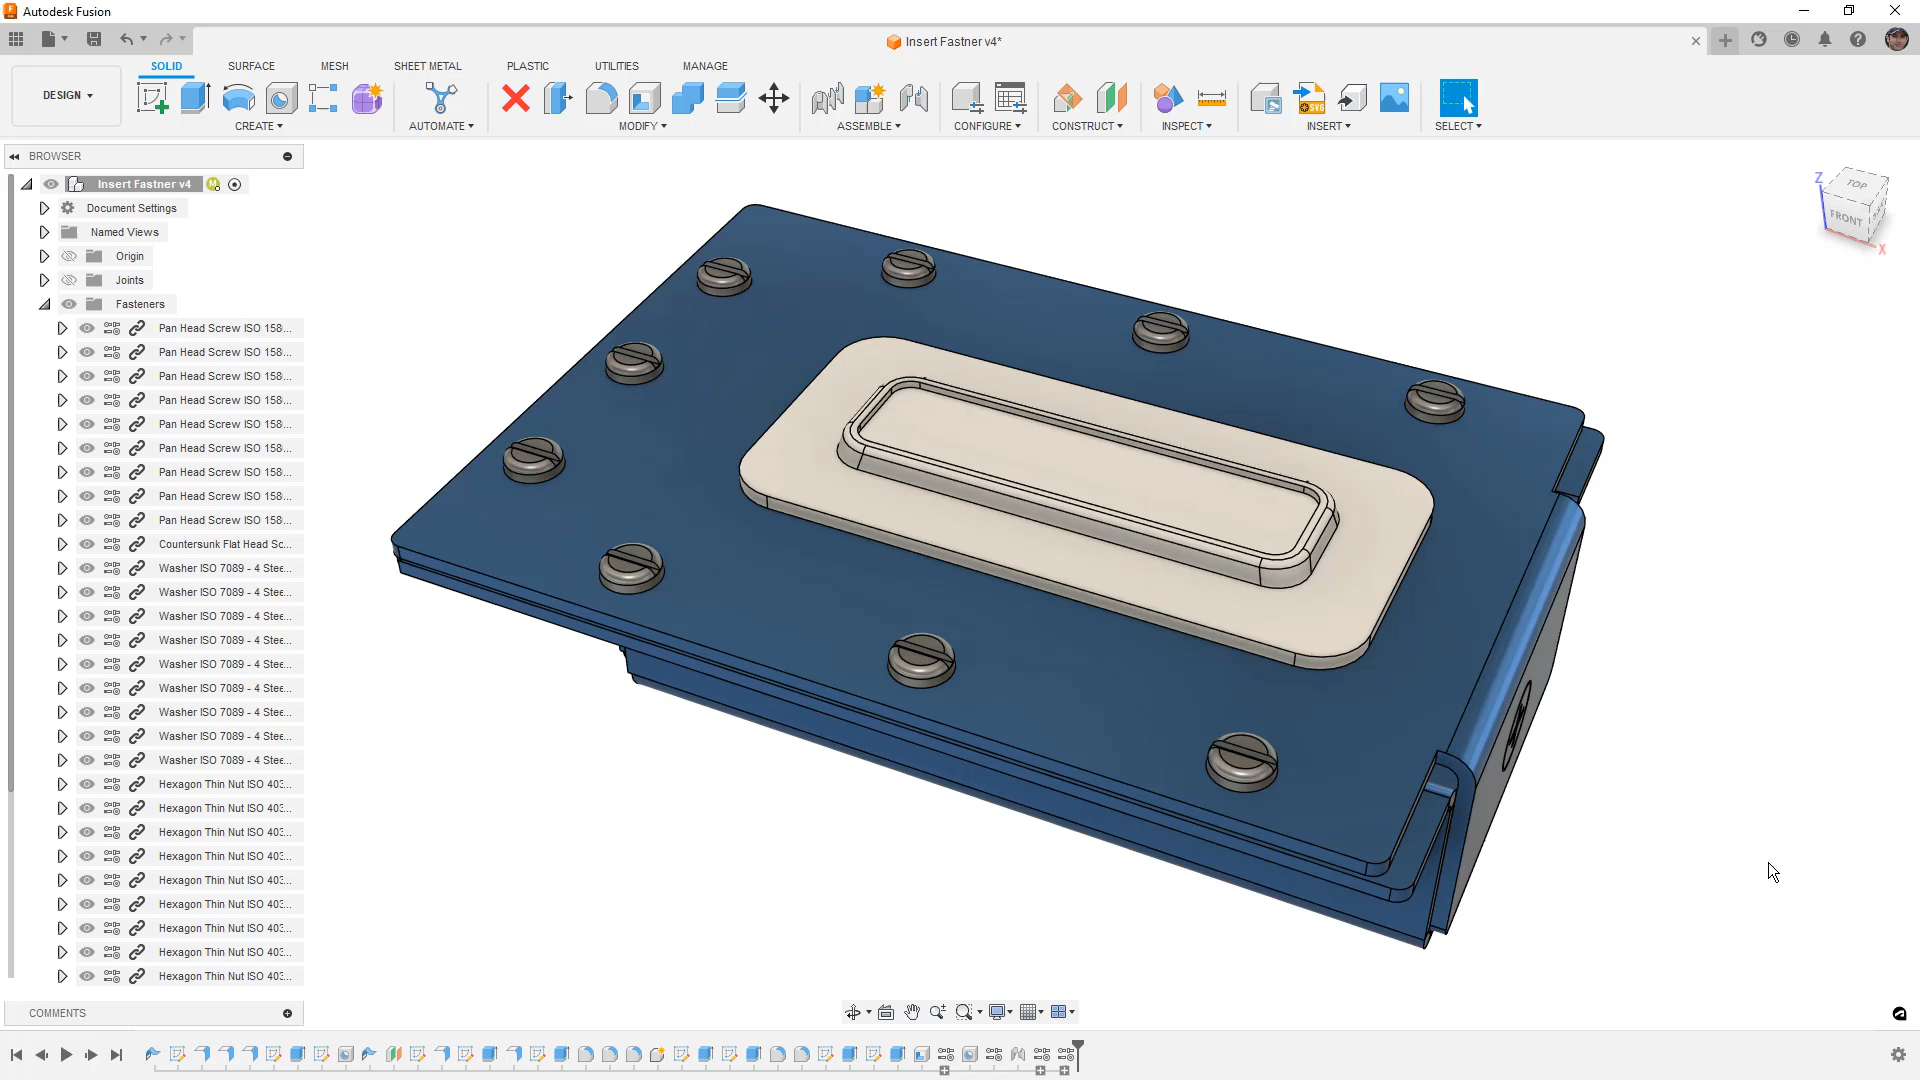 Autodesk Fusion
Insert Fastner v4*
DESIGN
SOLID
SURFACE
MESH
SHEET METAL
PLASTIC
UTILITIES
MANAGE
CREATE
AUTOMATE
MODIFY
ASSEMBLE
CONFIGURE
CONSTRUCT
INSPECT
INSERT
SELECT
BROWSER
Insert Fastner v4
Document Settings
Named Views
Origin
Joints
Fasteners
Pan Head Screw ISO 158...
Pan Head Screw ISO 158...
Pan Head Screw ISO 158...
Pan Head Screw ISO 158...
Pan Head Screw ISO 158...
Pan Head Screw ISO 158...
Pan Head Screw ISO 158...
Pan Head Screw ISO 158...
Pan Head Screw ISO 158...
Countersunk Flat Head Sc...
Washer ISO 7089 - 4 Stee...
Washer ISO 7089 - 4 Stee...
Washer ISO 7089 - 4 Stee...
Washer ISO 7089 - 4 Stee...
Washer ISO 7089 - 4 Stee...
Washer ISO 7089 - 4 Stee...
Washer ISO 7089 - 4 Stee...
Washer ISO 7089 - 4 Stee...
Washer ISO 7089 - 4 Stee...
Hexagon Thin Nut ISO 403...
Hexagon Thin Nut ISO 403...
Hexagon Thin Nut ISO 403...
Hexagon Thin Nut ISO 403...
Hexagon Thin Nut ISO 403...
Hexagon Thin Nut ISO 403...
Hexagon Thin Nut ISO 403...
Hexagon Thin Nut ISO 403...
Hexagon Thin Nut ISO 403...
COMMENTS
Z
TOP
FRONT
X
SVG